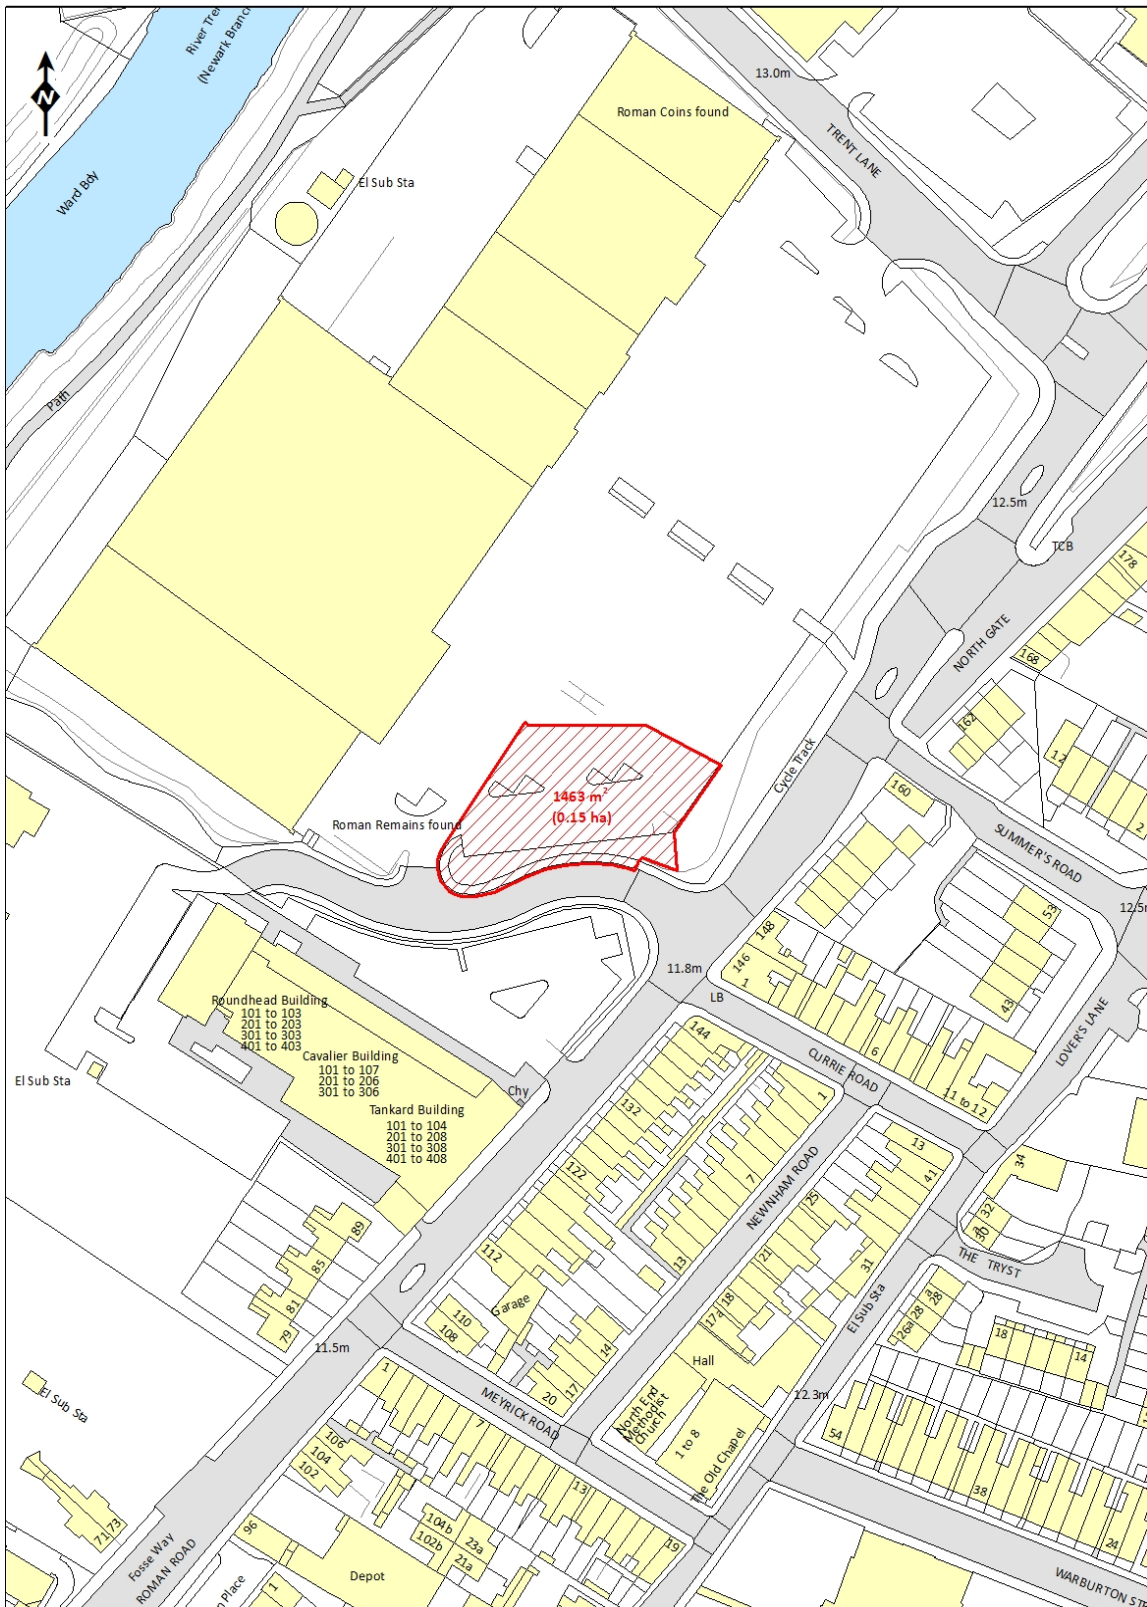 River Tre
(Newark Branc
N
Ward Bdy
Path
El Sub Sta
Roman Coins found
13.0m
TRENT LANE
12.5m
TCB
178
NORTH GATE
168
162
12
2
Cycle Track
160
SUMMER'S ROAD
12.5m
53
43
LOVER'S LANE
1463 m²
(0.15 ha)
Roman Remains found
148
146
1
11.8m
LB
CURRIE ROAD
6
11 to 12
Roundhead Building
101 to 103
201 to 203
301 to 303
401 to 403
Cavalier Building
101 to 107
201 to 206
301 to 306
Tankard Building
101 to 104
201 to 208
301 to 308
401 to 408
Chy
El Sub Sta
144
132
122
112
1
7
13
NEWNHAM ROAD
13
41
34
32
30
a
THE TRYST
25
21
18
17a
31
El Sub Sta
28
a
28
26a
18
14
89
85
81
79
11.5m
Garage
110
108
14
17
20
Hall
North End
Methodist
Church
1 to 8
The Old Chapel
12.3m
MEYRICK ROAD
1
7
13
19
El Sub Sta
71
73
106
104
102
104b
102b
23a
21a
96
1
Depot
n Place
Fosse Way
ROMAN ROAD
54
38
24
WARBURTON ST